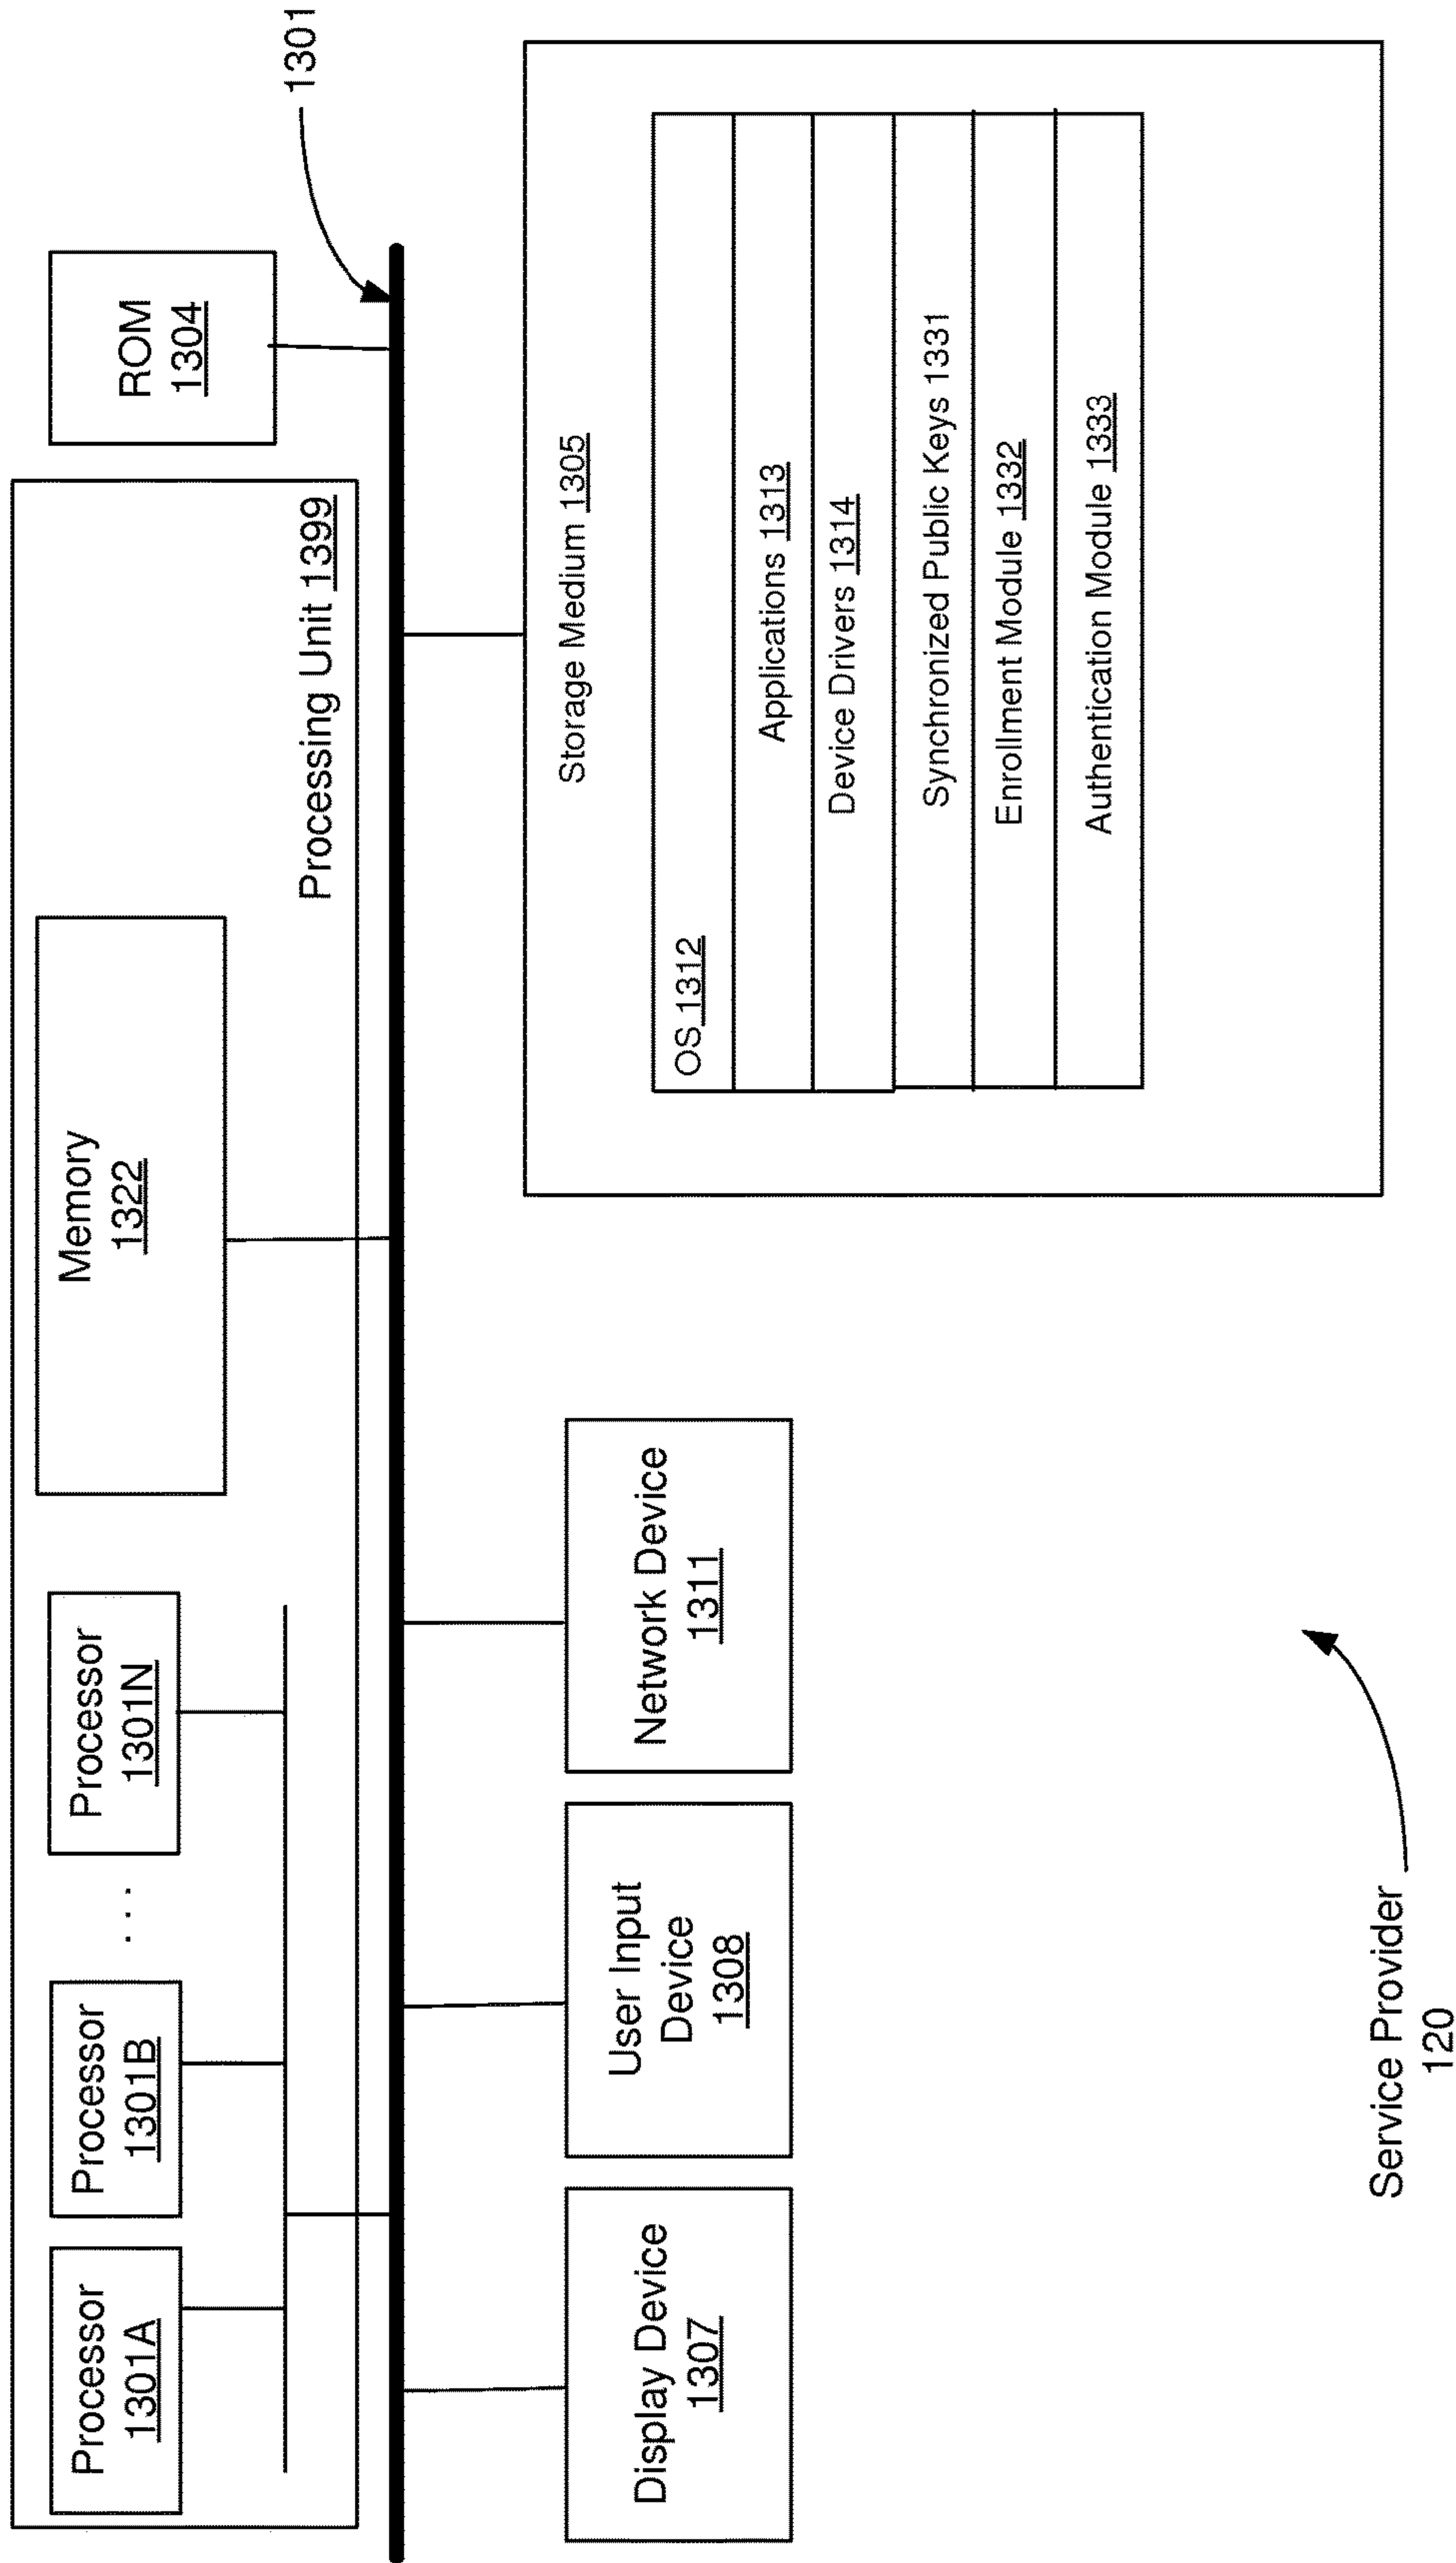 Processor
1301A
Processor
1301B
. . .
Processor
1301N
Memory
1322
Processing Unit 1399
ROM
1304
1301
Display Device
1307
User Input
Device
1308
Network Device
1311
Storage Medium 1305
OS 1312
Applications 1313
Device Drivers 1314
Synchronized Public Keys 1331
Enrollment Module 1332
Authentication Module 1333
Service Provider
120